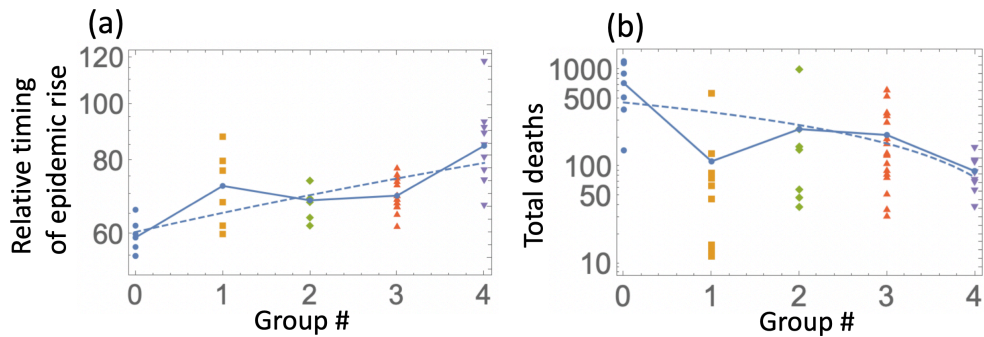 (a)
Relative timing
of epidemic rise
120
100
80
60
0 1 2 3 4
Group #
(b)
Total deaths
1000
500
100
50
10
0 1 2 3 4
Group #